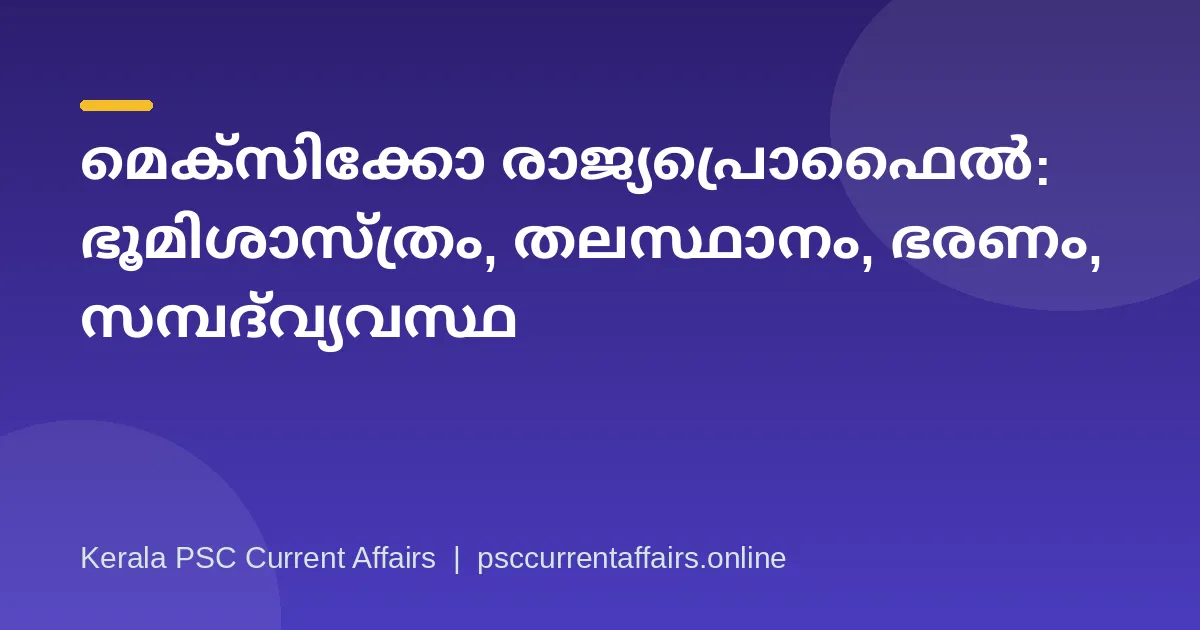 മെക്സിക്കോ രാജ്യപ്രൊഫൈൽ:
ഭൂമിശാസ്ത്രം, തലസ്ഥാനം, ഭരണം,
സമ്പദ്‌വ്യവസ്ഥ
Kerala PSC Current Affairs | psccurrentaffairs.online